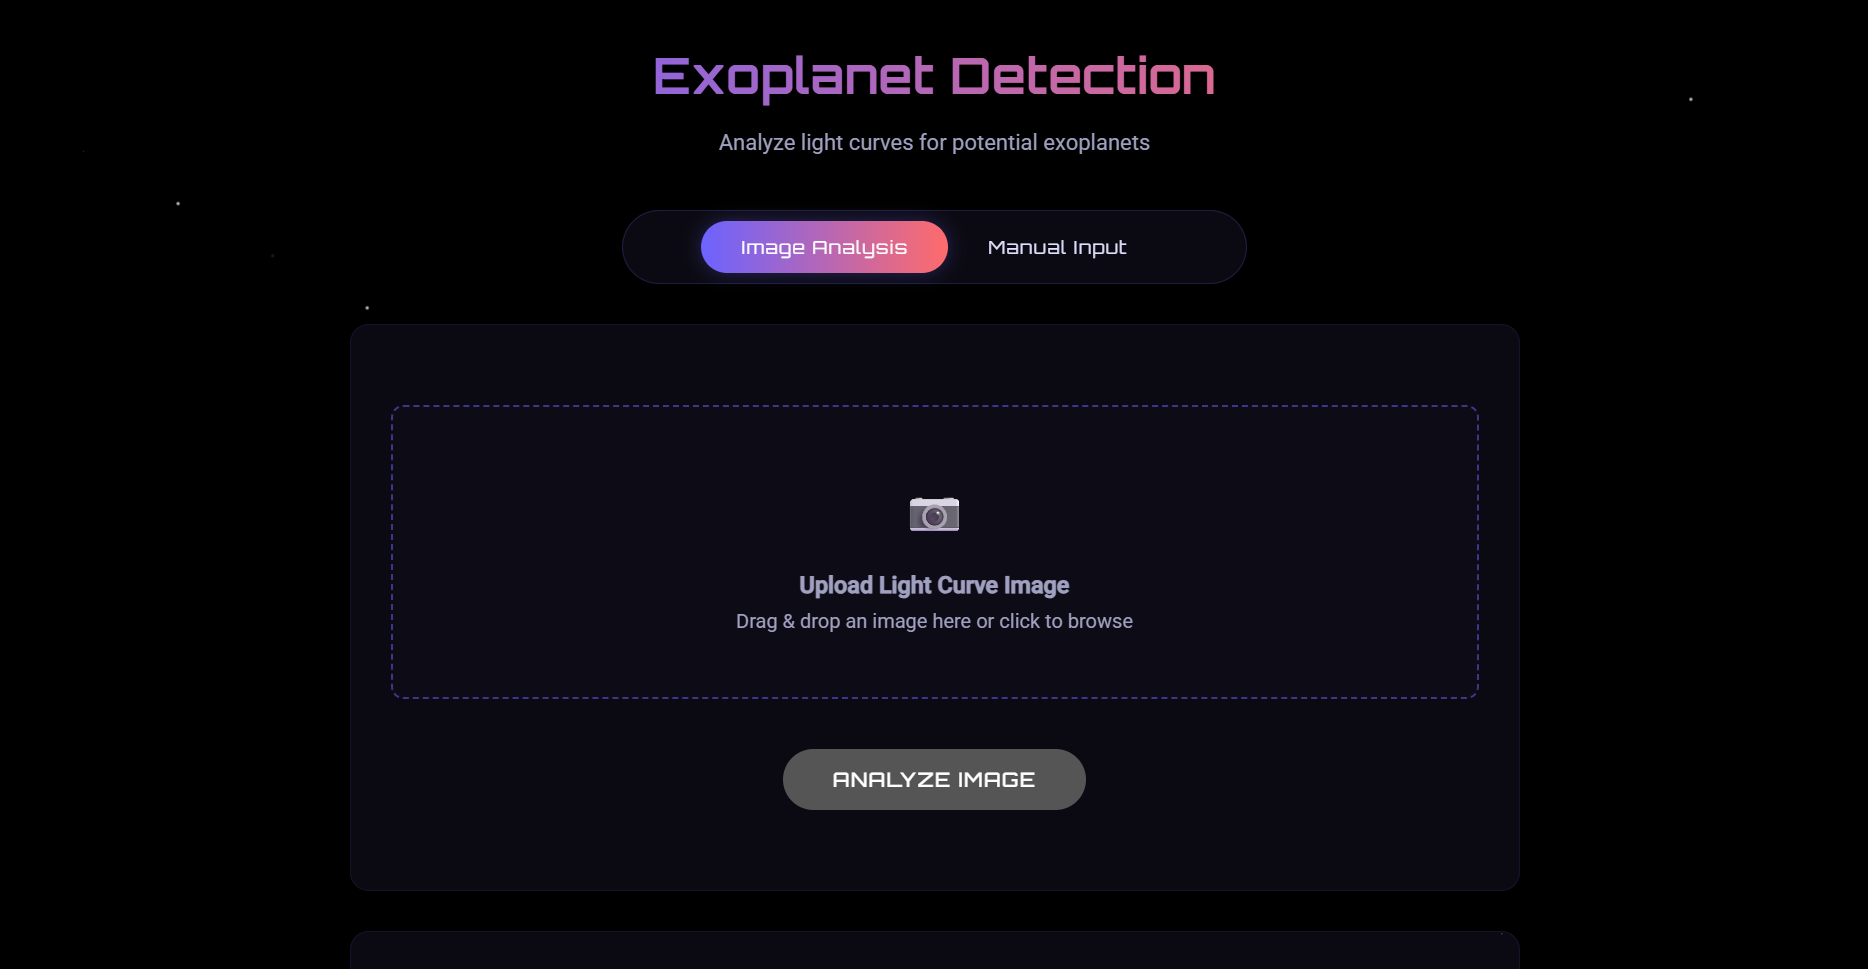 Exoplanet Detection
Analyze light curves for potential exoplanets
Image Analysis
Manual Input
Upload Light Curve Image
Drag & drop an image here or click to browse
ANALYZE IMAGE